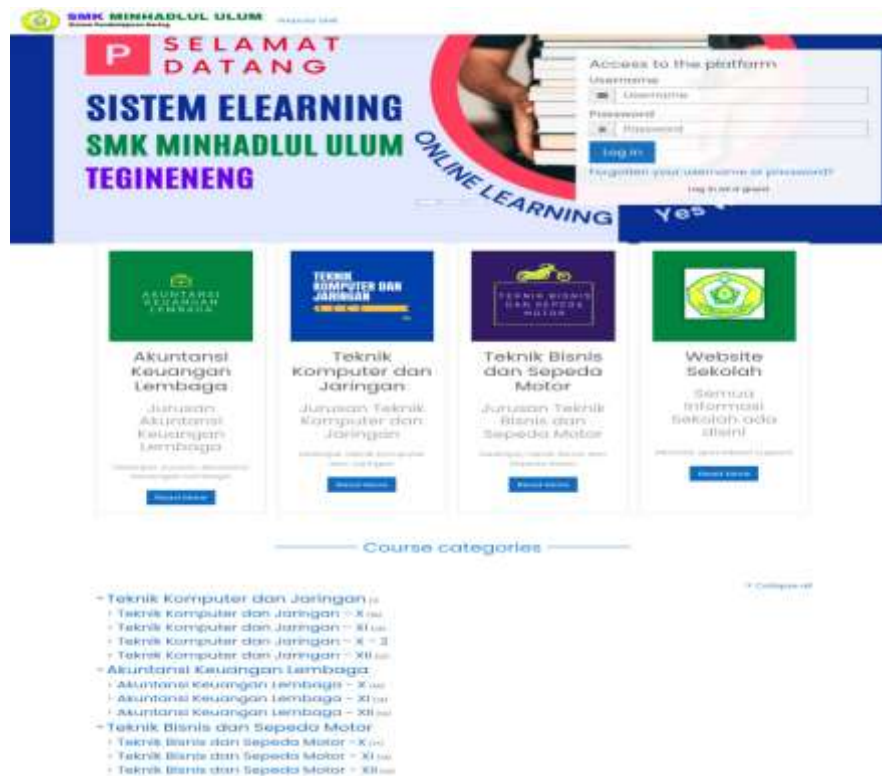 SMK MINHADLUL ULUM
P SELAMAT
DATANG
SISTEM ELEARNING
SMK MINHADLUL ULUM
TEGINENENG
ONLINE LEARNING
Access to the platform
Username
Username
Password
Password
Log in
Forgotten your username or password?
Log in as a guest
AKUNTANSI
KEUANGAN
LEMBAGA
TEKNIK
KOMPUTER DAN
JARINGAN
TEKNIK BISNIS
DAN SEPEDA
MOTOR
Akuntansi
Keuangan
Lembaga
Jurusan
Akuntansi
Keuangan
Lembaga
Read More
Teknik
Komputer dan
Jaringan
Jurusan Teknik
Komputer dan
Jaringan
Read More
Teknik Bisnis
dan Sepeda
Motor
Jurusan Teknik
Bisnis dan
Sepeda Motor
Read More
Website
Sekolah
Semua
Informasi
Sekolah ada
disini
Read More
Course categories
Collapse all
Teknik Komputer dan Jaringan
Teknik Komputer dan Jaringan - X
Teknik Komputer dan Jaringan - XI
Teknik Komputer dan Jaringan - X - 2
Teknik Komputer dan Jaringan - XII
Akuntansi Keuangan Lembaga
Akuntansi Keuangan Lembaga - X
Akuntansi Keuangan Lembaga - XI
Akuntansi Keuangan Lembaga - XII
Teknik Bisnis dan Sepeda Motor
Teknik Bisnis dan Sepeda Motor - X
Teknik Bisnis dan Sepeda Motor - XI
Teknik Bisnis dan Sepeda Motor - XII